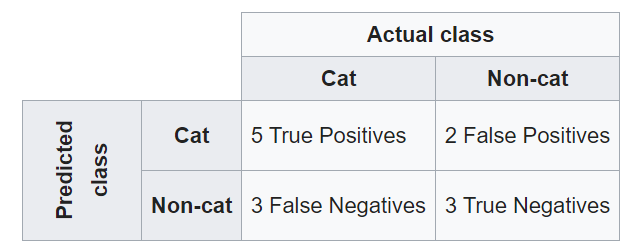 Actual class
Cat
Non-cat
Predicted
class
Cat
5 True Positives
2 False Positives
Non-cat
3 False Negatives
3 True Negatives